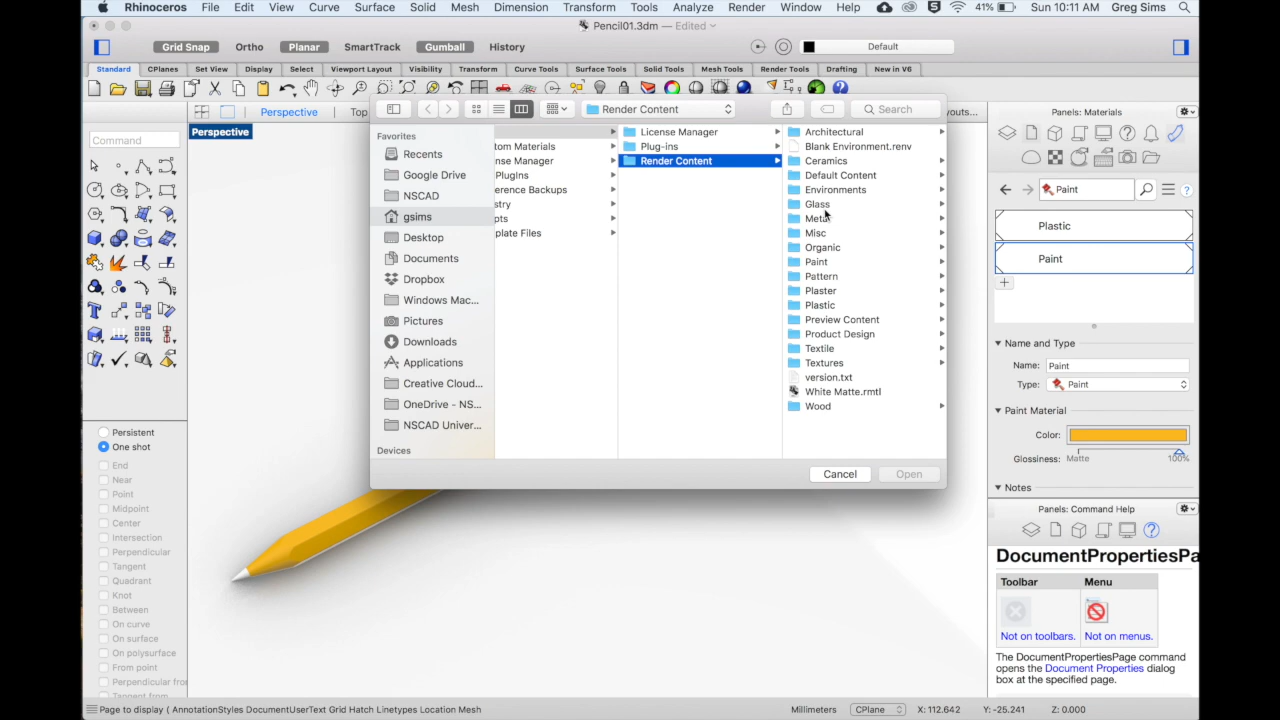 Rhinoceros File Edit View Curve Surface Solid Mesh Dimension Transform Tools Analyze Render Window Help 41% Sun 10:11 AM Greg Sims
Pencil01.3dm — Edited
Grid Snap Ortho Planar SmartTrack Gumball History Default
Standard CPlanes Set View Display Select Viewport Layout Visibility Transform Curve Tools Surface Tools Solid Tools Mesh Tools Render Tools Drafting New in V6
Perspective Top
Perspective
Command
Render Content
Search
Favorites
Recents
Google Drive
NSCAD
gsims
Desktop
Documents
Dropbox
Windows Mac...
Pictures
Downloads
Applications
Creative Cloud...
OneDrive - NS...
NSCAD Univer...
Devices
tom Materials
nse Manager
PlugIns
erence Backups
stry
pts
plate Files
License Manager
Plug-ins
Render Content
Architectural
Blank Environment.renv
Ceramics
Default Content
Environments
Glass
Metal
Misc
Organic
Paint
Pattern
Plaster
Plastic
Preview Content
Product Design
Textile
Textures
version.txt
White Matte.rmtl
Wood
Cancel Open
youts...
Panels: Materials
Paint
Plastic
Paint
Name and Type
Name: Paint
Type: Paint
Paint Material
Color:
Glossiness: Matte 100%
Notes
Panels: Command Help
DocumentPropertiesPa
Toolbar Menu
Not on toolbars. Not on menus.
The DocumentPropertiesPage command
opens the Document Properties dialog
box at the specified page.
Persistent
One shot
End
Near
Point
Midpoint
Center
Intersection
Perpendicular
Tangent
Quadrant
Knot
Between
On curve
On surface
On polysurface
From point
Perpendicular fro
Tangent from
Page to display ( AnnotationStyles DocumentUserText Grid Hatch Linetypes Location Mesh
Millimeters CPlane X: 112.642 Y: -25.241 Z: 0.000